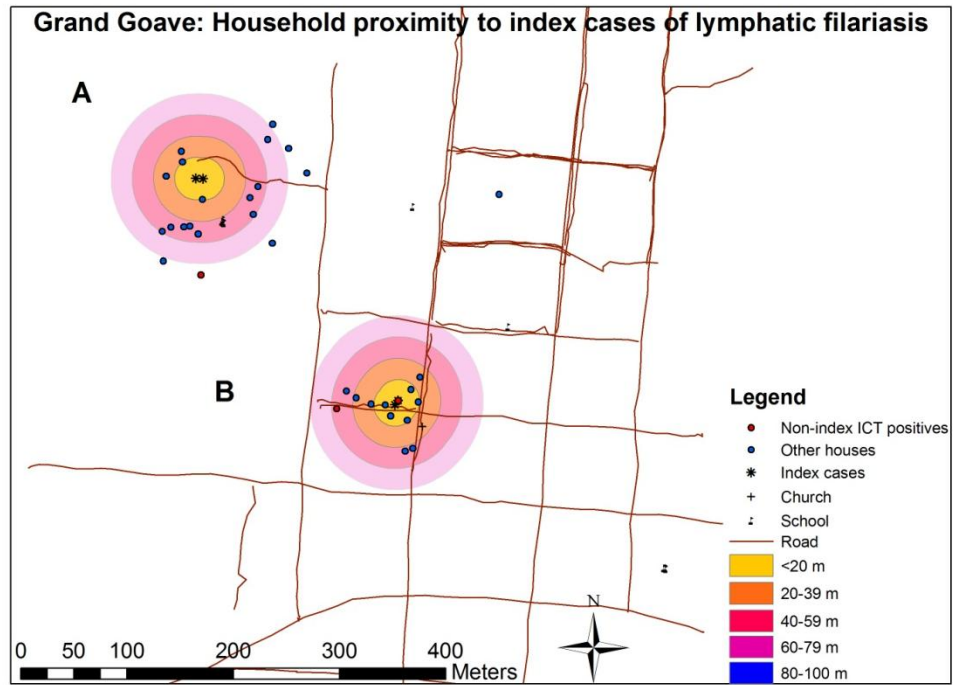 Grand Goave: Household proximity to index cases of lymphatic filariasis
A
B
Legend
Non-index ICT positives
Other houses
Index cases
Church
School
Road
<20 m
20-39 m
40-59 m
60-79 m
80-100 m
N
0 50 100 200 300 400
Meters